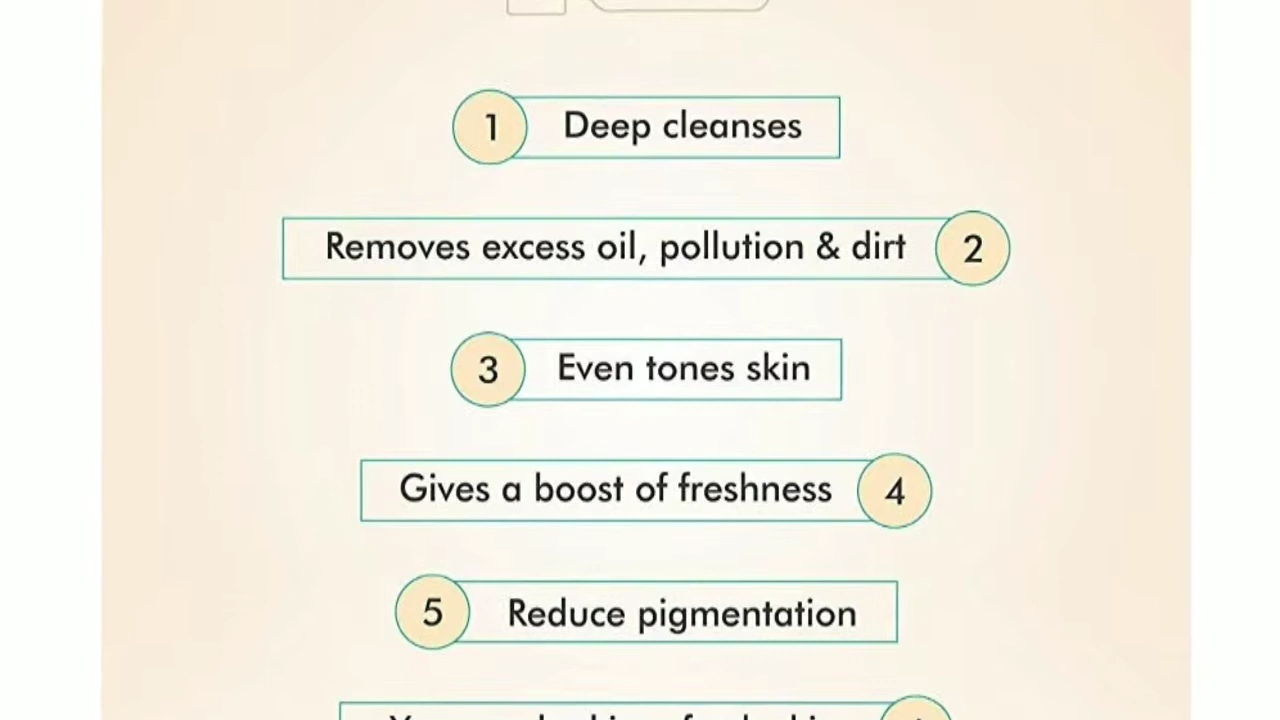 1 Deep cleanses
Removes excess oil, pollution & dirt 2
3 Even tones skin
Gives a boost of freshness 4
5 Reduce pigmentation